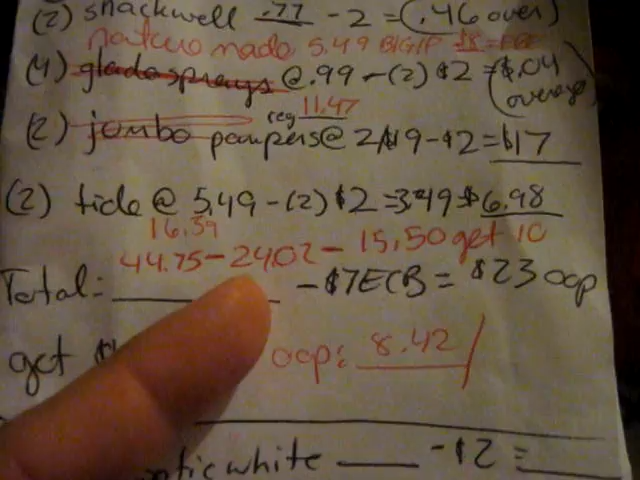 (2) snackwell .77 - 2 = (.46 over)
nature made 5.49 B1G1F
(4) glade sprays @ .99 - (2) $2 = $.04 (overage)
reg 11.47
(2) jumbo pampers @ 2/$19 - $2 = $17
(2) tide @ 5.49 - (2) $2 = 3.49 = $6.98
16.59
44.75 - 24.02 - 15.50 get 10
Total: - $7 ECB = $23 oop
get oop: 8.42
white - $2 =